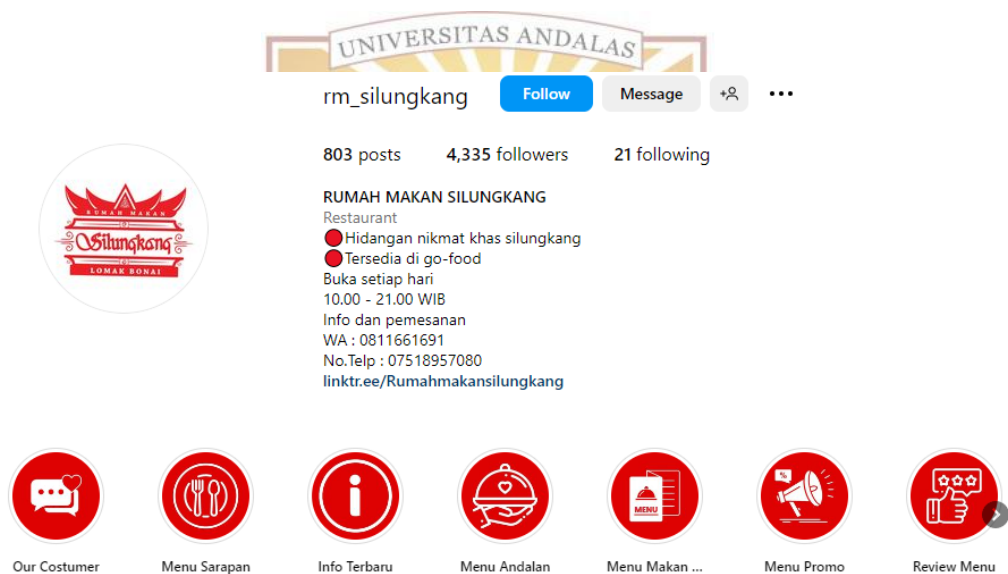 UNIVERSITAS ANDALAS
rm_silungkang Follow Message
803 posts 4,335 followers 21 following
RUMAH MAKAN SILUNGKANG
Restaurant
Hidangan nikmat khas silungkang
Tersedia di go-food
Buka setiap hari
10.00 - 21.00 WIB
Info dan pemesanan
WA : 0811661691
No.Telp : 07518957080
linktr.ee/Rumahmakansilungkang
RUMAH MAKAN
Silungkang
LOMAK BONAI
MENU
Our Costumer Menu Sarapan Info Terbaru Menu Andalan Menu Makan ... Menu Promo Review Menu